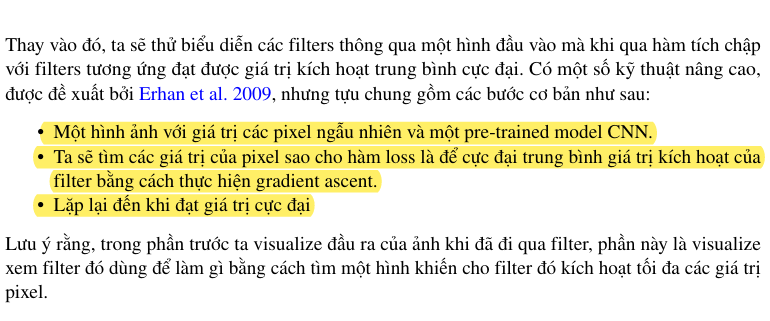 Thay vào đó, ta sẽ thử biểu diễn các filters thông qua một hình đầu vào mà khi qua hàm tích chập
với filters tương ứng đạt được giá trị kích hoạt trung bình cực đại. Có một số kỹ thuật nâng cao,
được đề xuất bởi Erhan et al. 2009, nhưng tựu chung gồm các bước cơ bản như sau:
• Một hình ảnh với giá trị các pixel ngẫu nhiên và một pre-trained model CNN.
• Ta sẽ tìm các giá trị của pixel sao cho hàm loss là để cực đại trung bình giá trị kích hoạt của
filter bằng cách thực hiện gradient ascent.
• Lặp lại đến khi đạt giá trị cực đại
Lưu ý rằng, trong phần trước ta visualize đầu ra của ảnh khi đã đi qua filter, phần này là visualize
xem filter đó dùng để làm gì bằng cách tìm một hình khiến cho filter đó kích hoạt tối đa các giá trị
pixel.